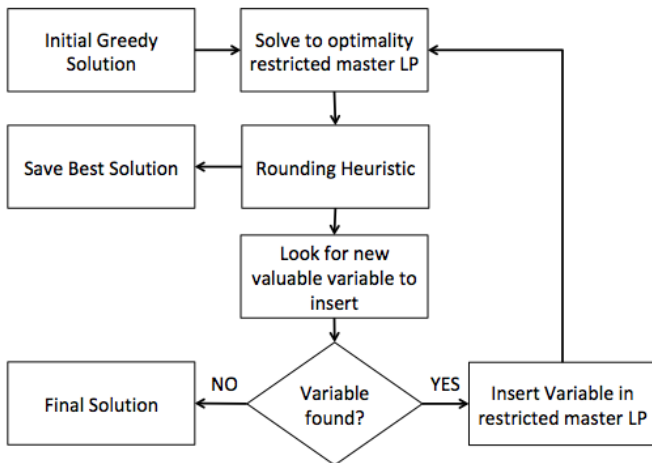 Initial Greedy
Solution
Solve to optimality
restricted master LP
Save Best Solution
Rounding Heuristic
Look for new
valuable variable to
insert
Final Solution
NO
Variable
found?
YES
Insert Variable in
restricted master LP